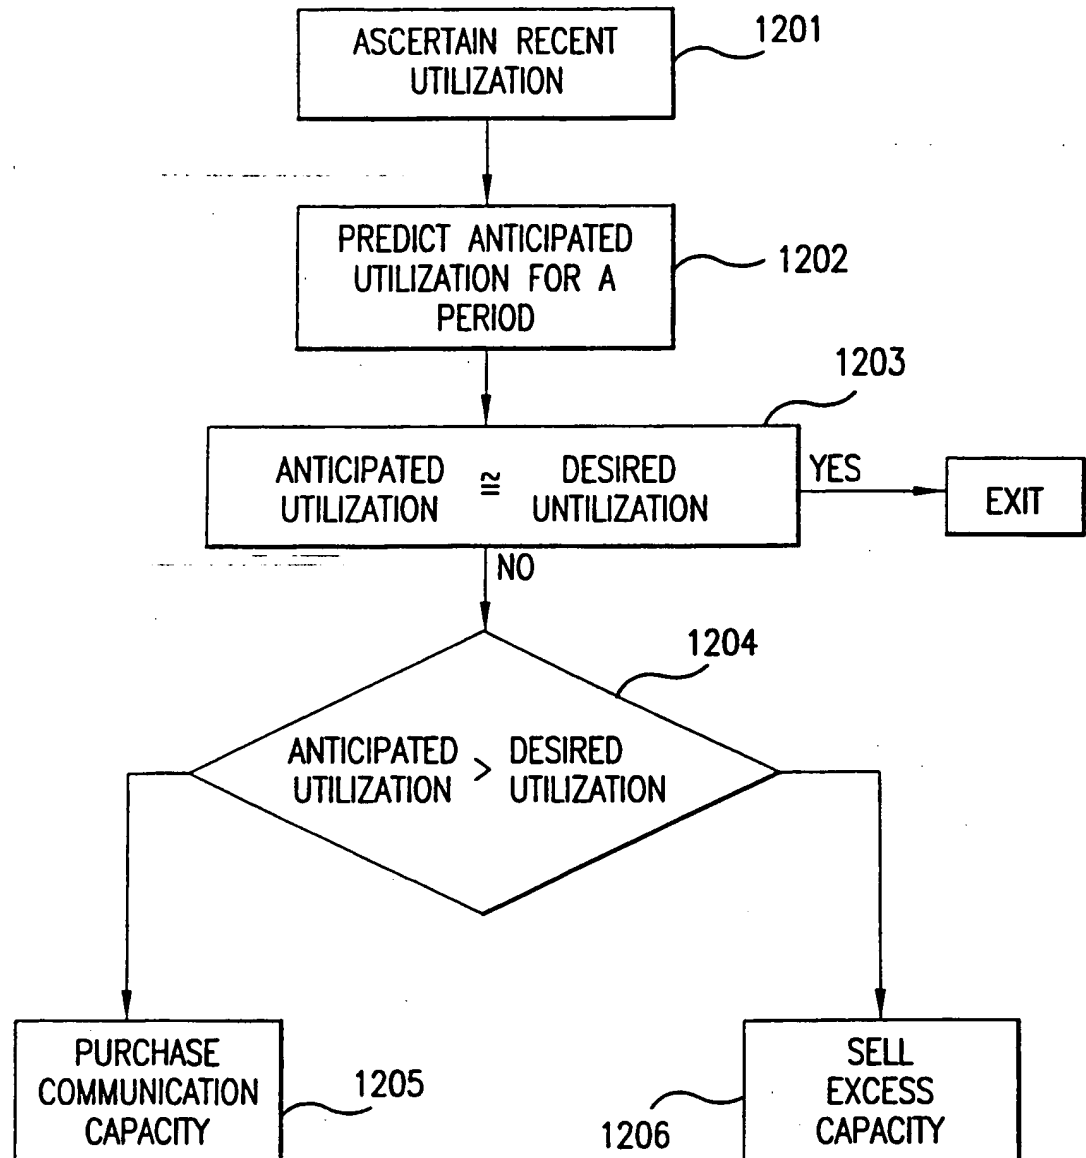 ASCERTAIN RECENT
UTILIZATION
1201
PREDICT ANTICIPATED
UTILIZATION FOR A
PERIOD
1202
1203
ANTICIPATED ≅ DESIRED
UTILIZATION UNTILIZATION
YES
EXIT
NO
1204
ANTICIPATED > DESIRED
UTILIZATION UTILIZATION
PURCHASE
COMMUNICATION
CAPACITY
1205
SELL
EXCESS
CAPACITY
1206